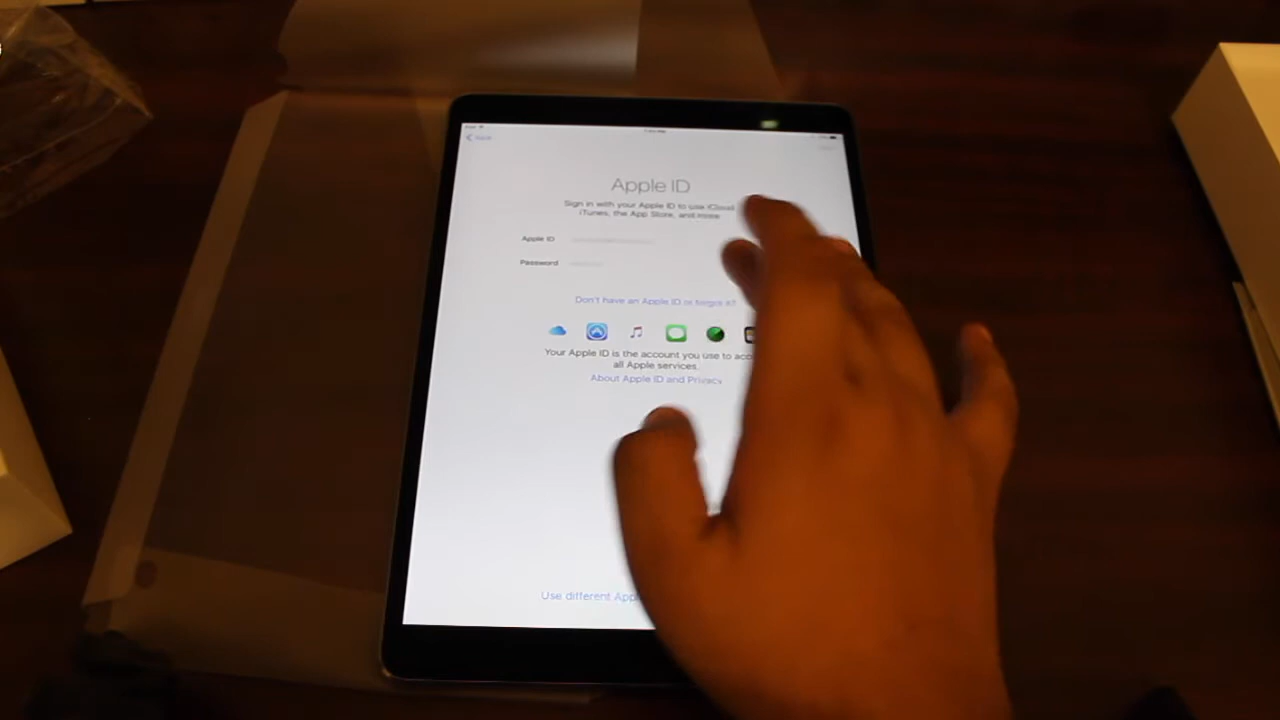 Apple ID
Sign in with your Apple ID to use iCloud
iTunes, the App Store, and more
Apple ID
Password
Don't have an Apple ID or forgot it?
Your Apple ID is the account you use to
all Apple services.
About Apple ID and Privacy
Use different